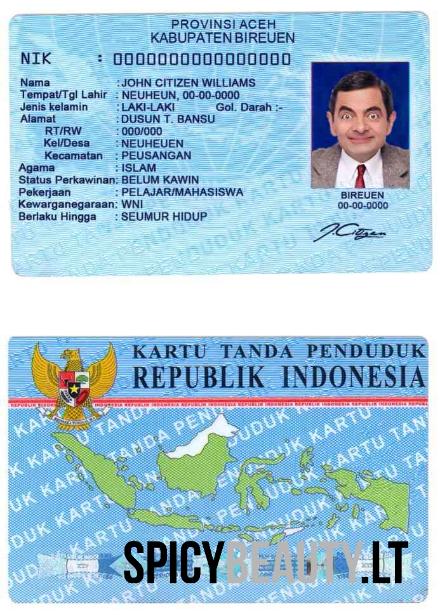 PROVINSI ACEH
KABUPATEN BIREUEN
NIK : 0000000000000000
Nama : JOHN CITIZEN WILLIAMS
Tempat/Tgl Lahir : NEUHEUN, 00-00-0000
Jenis kelamin : LAKI-LAKI Gol. Darah :-
Alamat : DUSUN T. BANSU
RT/RW : 000/000
Kel/Desa : NEUHEUEN
Kecamatan : PEUSANGAN
Agama : ISLAM
Status Perkawinan: BELUM KAWIN
Pekerjaan : PELAJAR/MAHASISWA
Kewarganegaraan: WNI
Berlaku Hingga : SEUMUR HIDUP
BIREUEN
00-00-0000
J.Citizen
KARTU TANDA PENDUDUK
REPUBLIK INDONESIA
SPICYBEAUTY.LT